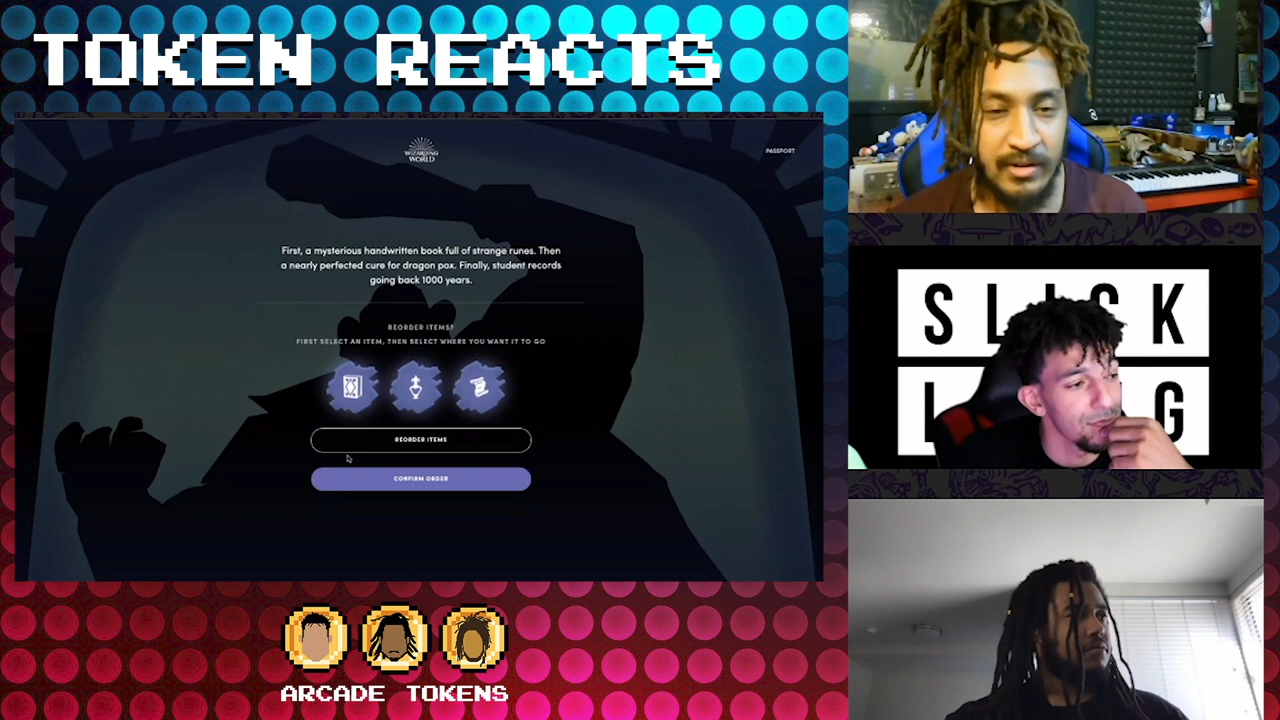 TOKEN REACTS
WIZARDING
WORLD
PASSPORT
First, a mysterious handwritten book full of strange runes. Then
a nearly perfected cure for dragon pox. Finally, student records
going back 1000 years.
REORDER ITEMS?
FIRST SELECT AN ITEM, THEN SELECT WHERE YOU WANT IT TO GO
REORDER ITEMS
CONFIRM ORDER
ARCADE TOKENS
S L I C K
L G